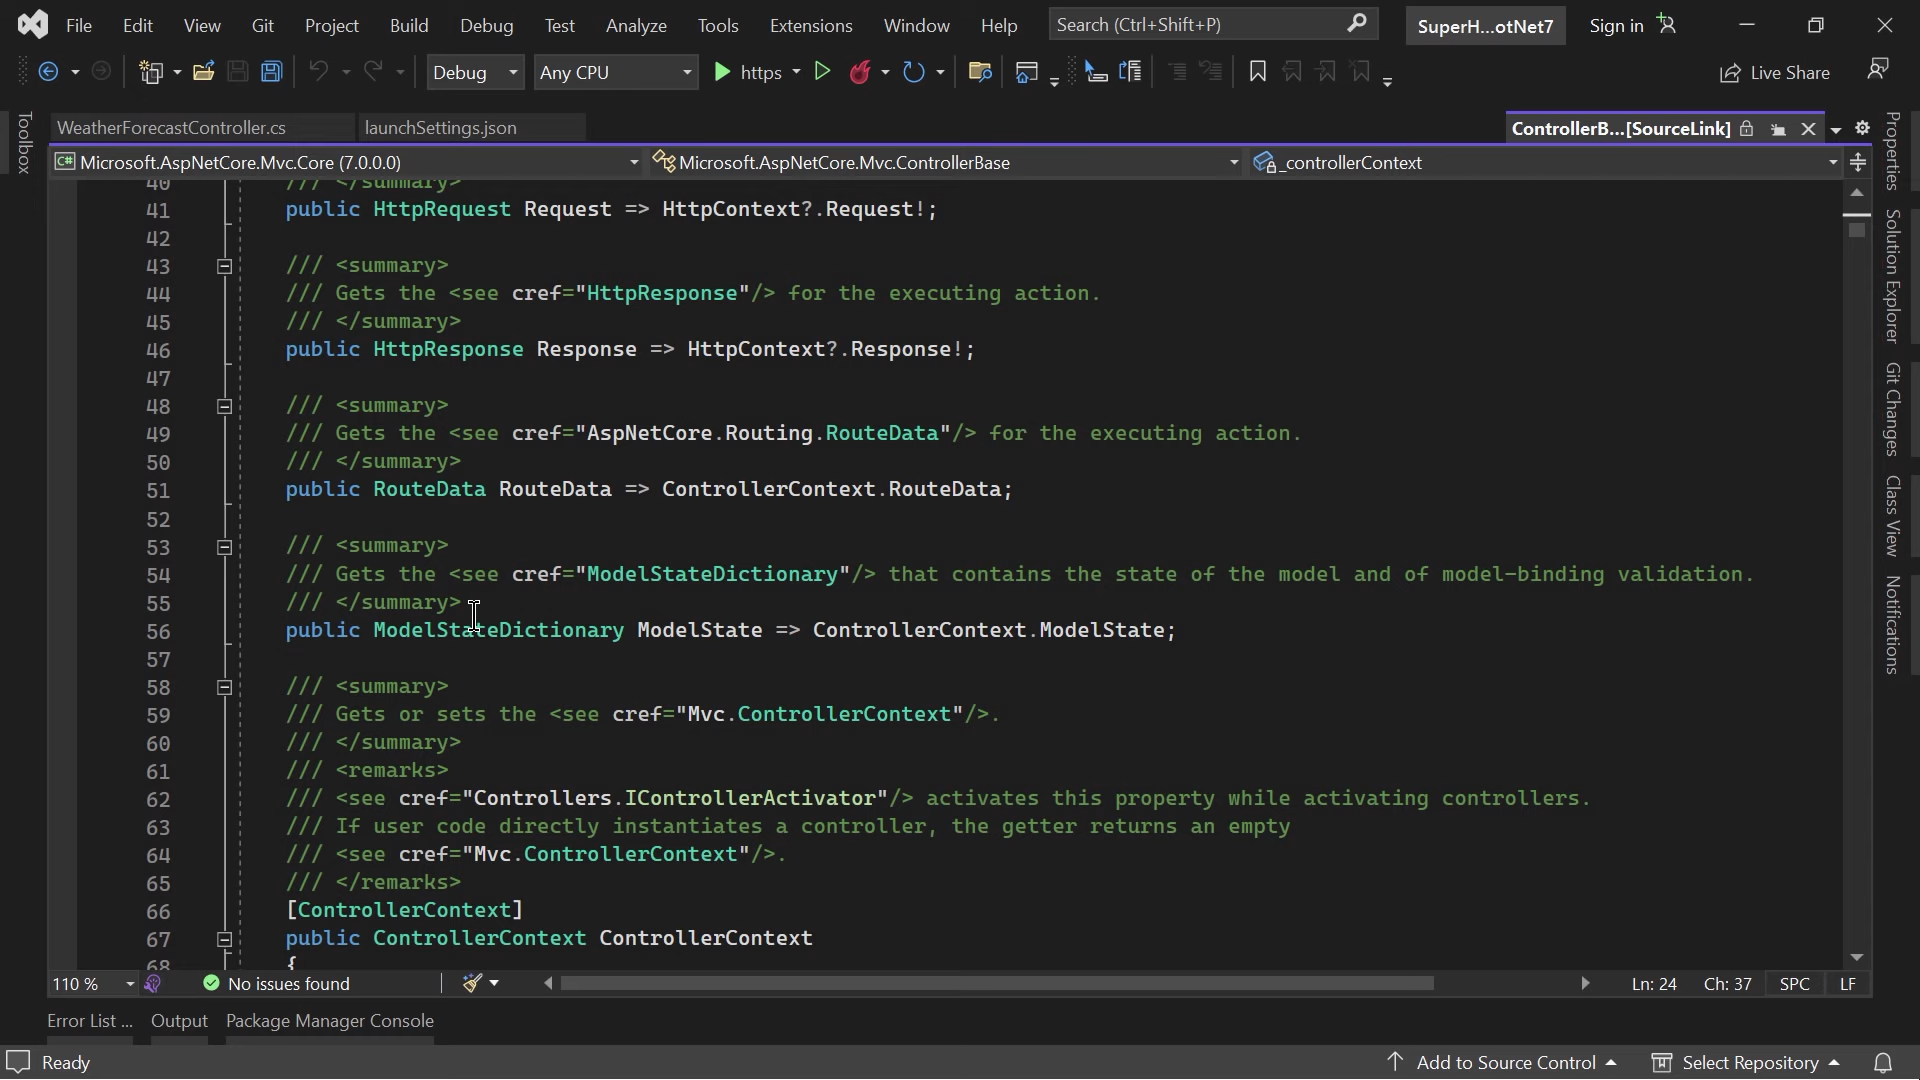 File Edit View Git Project Build Debug Test Analyze Tools Extensions Window Help Search (Ctrl+Shift+P) SuperH...otNet7 Sign in
Debug Any CPU https Live Share
WeatherForecastController.cs launchSettings.json ControllerB...[SourceLink]
C# Microsoft.AspNetCore.Mvc.Core (7.0.0.0) Microsoft.AspNetCore.Mvc.ControllerBase _controllerContext
Toolbox
40 /// </summary>
41 public HttpRequest Request => HttpContext?.Request!;
42
43 /// <summary>
44 /// Gets the <see cref="HttpResponse"/> for the executing action.
45 /// </summary>
46 public HttpResponse Response => HttpContext?.Response!;
47
48 /// <summary>
49 /// Gets the <see cref="AspNetCore.Routing.RouteData"/> for the executing action.
50 /// </summary>
51 public RouteData RouteData => ControllerContext.RouteData;
52
53 /// <summary>
54 /// Gets the <see cref="ModelStateDictionary"/> that contains the state of the model and of model-binding validation.
55 /// </summary>
56 public ModelStateDictionary ModelState => ControllerContext.ModelState;
57
58 /// <summary>
59 /// Gets or sets the <see cref="Mvc.ControllerContext"/>.
60 /// </summary>
61 /// <remarks>
62 /// <see cref="Controllers.IControllerActivator"/> activates this property while activating controllers.
63 /// If user code directly instantiates a controller, the getter returns an empty
64 /// <see cref="Mvc.ControllerContext"/>.
65 /// </remarks>
66 [ControllerContext]
67 public ControllerContext ControllerContext
68 {
Properties
Solution Explorer
Git Changes
Class View
Notifications
110 % No issues found Ln: 24 Ch: 37 SPC LF
Error List ... Output Package Manager Console
Ready Add to Source Control Select Repository